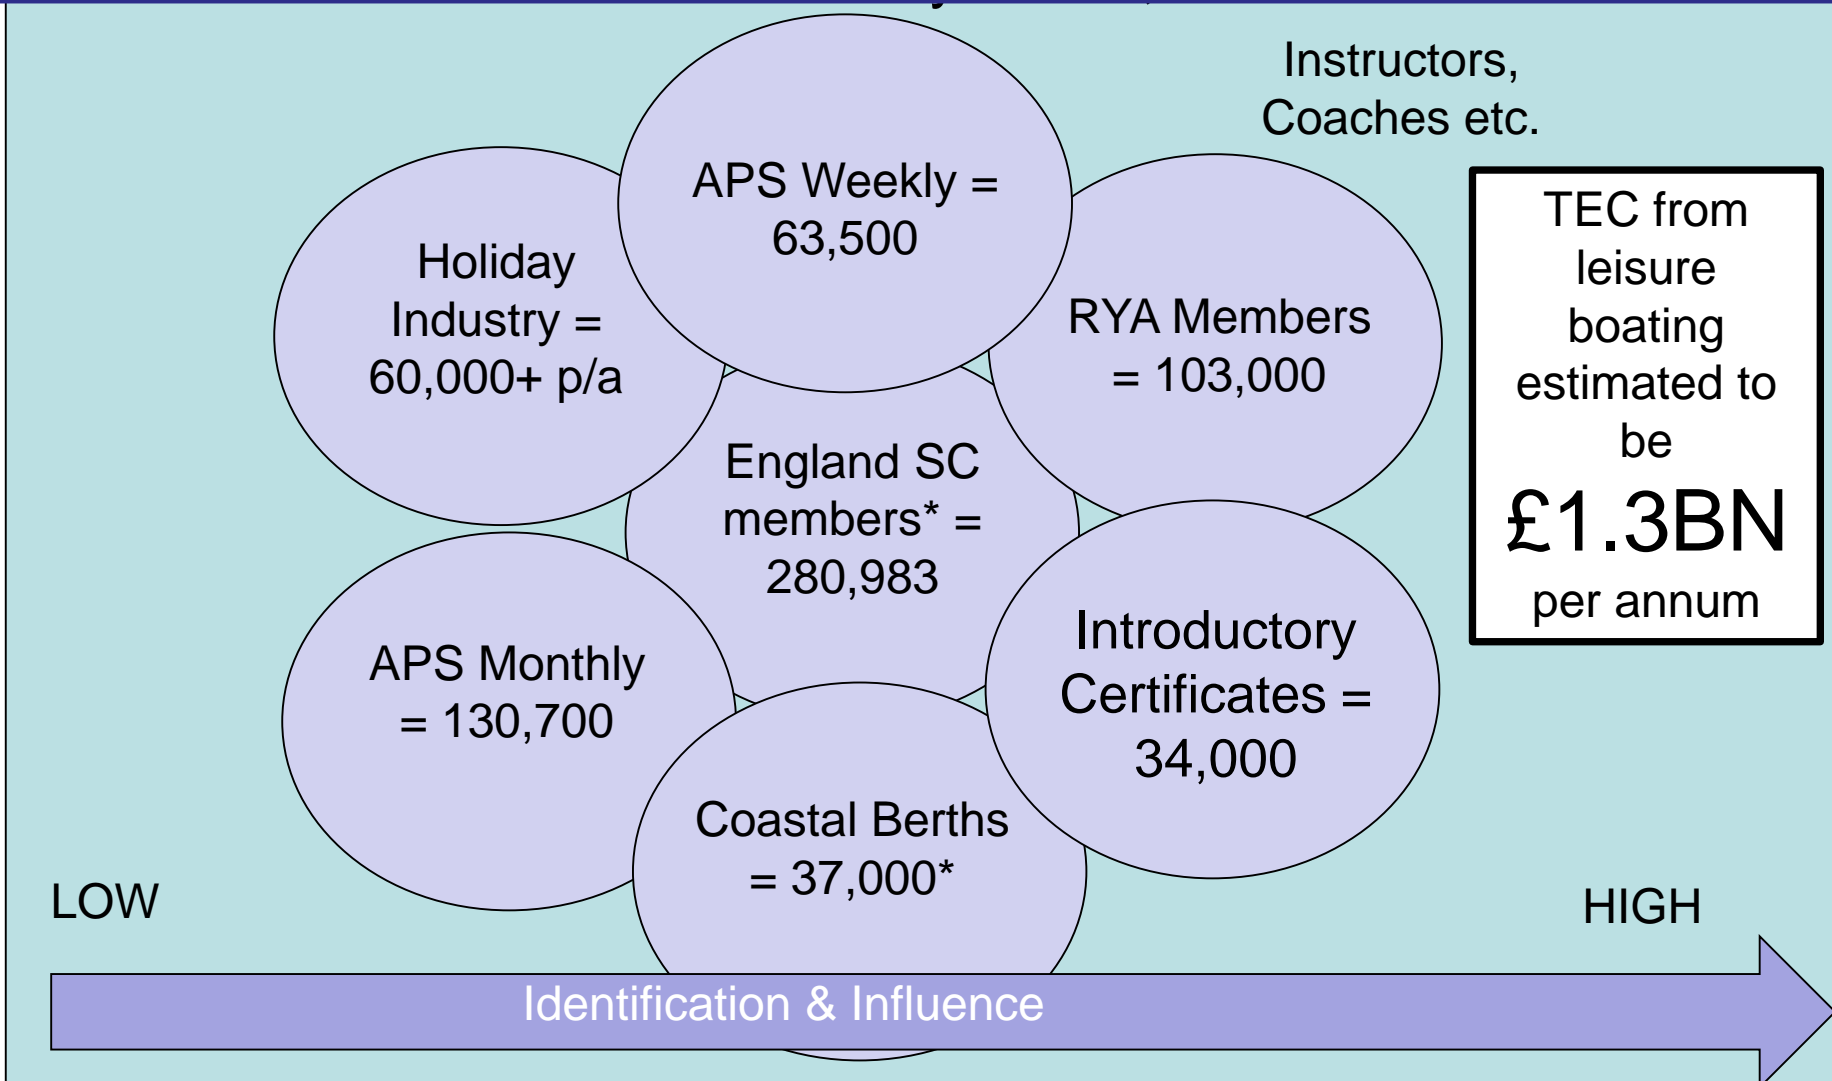 Instructors,
Coaches etc.
APS Weekly =
63,500
Holiday
Industry =
60,000+ p/a
RYA Members
= 103,000
TEC from
leisure
boating
estimated to
be
£1.3BN
per annum
England SC
members* =
280,983
APS Monthly
= 130,700
Introductory
Certificates =
34,000
Coastal Berths
= 37,000*
LOW
HIGH
Identification & Influence